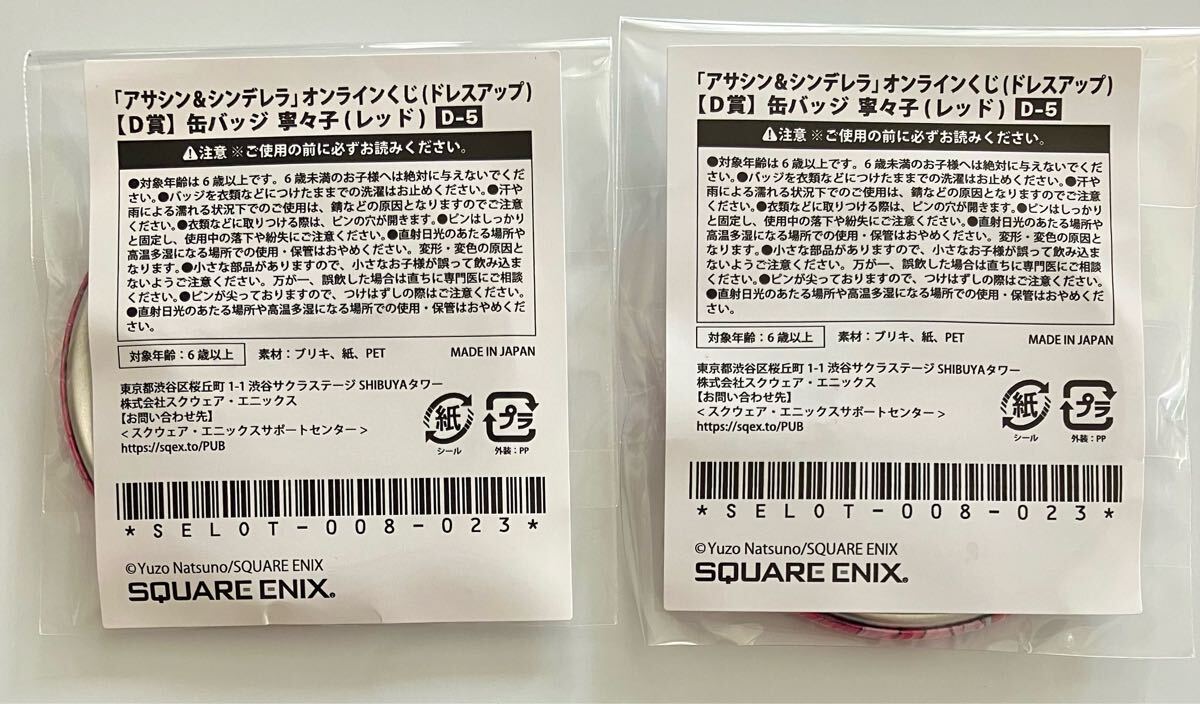 「アサシン&シンデレラ」オンラインくじ(ドレスアップ)
【D賞】缶バッジ 寧々子(レッド) D-5
注意 ※ご使用の前に必ずお読みください。
●対象年齢は6歳以上です。6歳未満のお子様へは絶対に与えないでくだ
さい。●バッジを衣類などにつけたままでの洗濯はお止めください。●汗や
雨による濡れる状況下でのご使用は、錆などの原因となりますのでご注意
ください。●衣類などに取りつける際は、ピンの穴が開きます。●ピンはしっかり
と固定し、使用中の落下や紛失にご注意ください。●直射日光のあたる場所や
高温多湿になる場所での使用・保管はおやめください。変形・変色の原因と
なります。●小さな部品がありますので、小さなお子様が誤って飲み込ま
ないようご注意ください。万が一、誤飲した場合は直ちに専門医にご相談
ください。●ピンが尖っておりますので、つけはずしの際はご注意ください。
●直射日光のあたる場所や高温多湿になる場所での使用・保管はおやめくだ
さい。
対象年齢:6歳以上 素材:ブリキ、紙、PET MADE IN JAPAN
東京都渋谷区桜丘町 1-1 渋谷サクラステージ SHIBUYAタワー
株式会社スクウェア・エニックス
【お問い合わせ先】
<スクウェア・エニックスサポートセンター>
https://sqex.to/PUB
紙 プラ
シール 外装:PP
*SELOT-008-023*
©Yuzo Natsuno/SQUARE ENIX
SQUARE ENIX®
「アサシン&シンデレラ」オンラインくじ(ドレスアップ)
【D賞】缶バッジ 寧々子(レッド) D-5
注意 ※ご使用の前に必ずお読みください。
●対象年齢は6歳以上です。6歳未満のお子様へは絶対に与えないでくだ
さい。●バッジを衣類などにつけたままでの洗濯はお止めください。●汗や
雨による濡れる状況下でのご使用は、錆などの原因となりますのでご注意
ください。●衣類などに取りつける際は、ピンの穴が開きます。●ピンはしっかり
と固定し、使用中の落下や紛失にご注意ください。●直射日光のあたる場所や
高温多湿になる場所での使用・保管はおやめください。変形・変色の原因と
なります。●小さな部品がありますので、小さなお子様が誤って飲み込ま
ないようご注意ください。万が一、誤飲した場合は直ちに専門医にご相談
ください。●ピンが尖っておりますので、つけはずしの際はご注意ください。
●直射日光のあたる場所や高温多湿になる場所での使用・保管はおやめくだ
さい。
対象年齢:6歳以上 素材:ブリキ、紙、PET MADE IN JAPAN
東京都渋谷区桜丘町 1-1 渋谷サクラステージ SHIBUYAタワー
株式会社スクウェア・エニックス
【お問い合わせ先】
<スクウェア・エニックスサポートセンター>
https://sqex.to/PUB
紙 プラ
シール 外装:PP
*SELOT-008-023*
©Yuzo Natsuno/SQUARE ENIX
SQUARE ENIX®